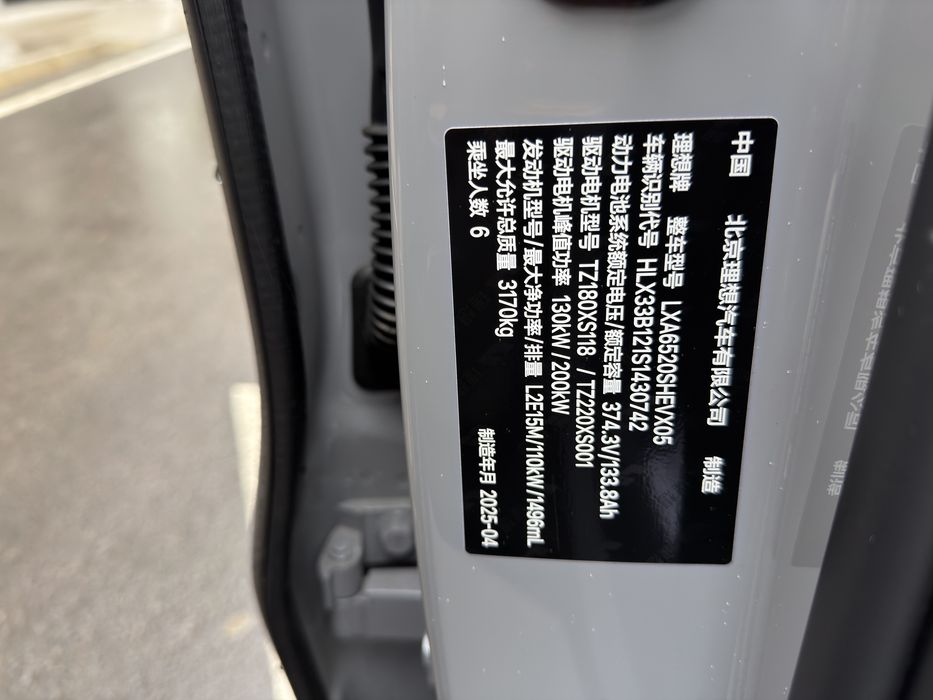 中国 北京理想汽车有限公司 制造
理想牌 整车型号 LXA6520SHEVX05
车辆识别代号 HLX33B121S1430742
动力电池系统额定电压/额定容量 374.3V/133.8Ah
驱动电机型号 TZ180XS118 / TZ220XS001
驱动电机峰值功率 130kW / 200kW
发动机型号/最大净功率/排量 L2E15M/110kW/1496mL
最大允许总质量 3170kg
乘坐人数 6 制造年月 2025-04